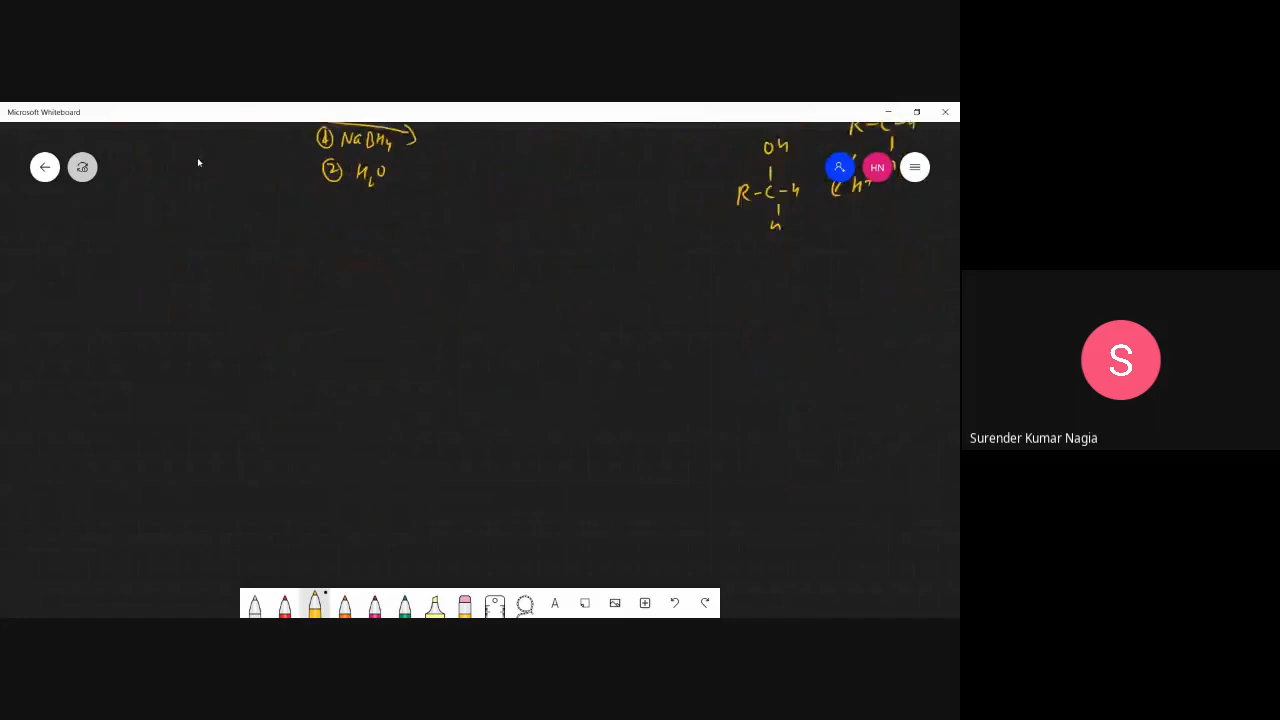 Microsoft Whiteboard
① NaBH4
② H2O
OH
R-C-H
H
R-C-H
H+
HN
A
S
Surender Kumar Nagia